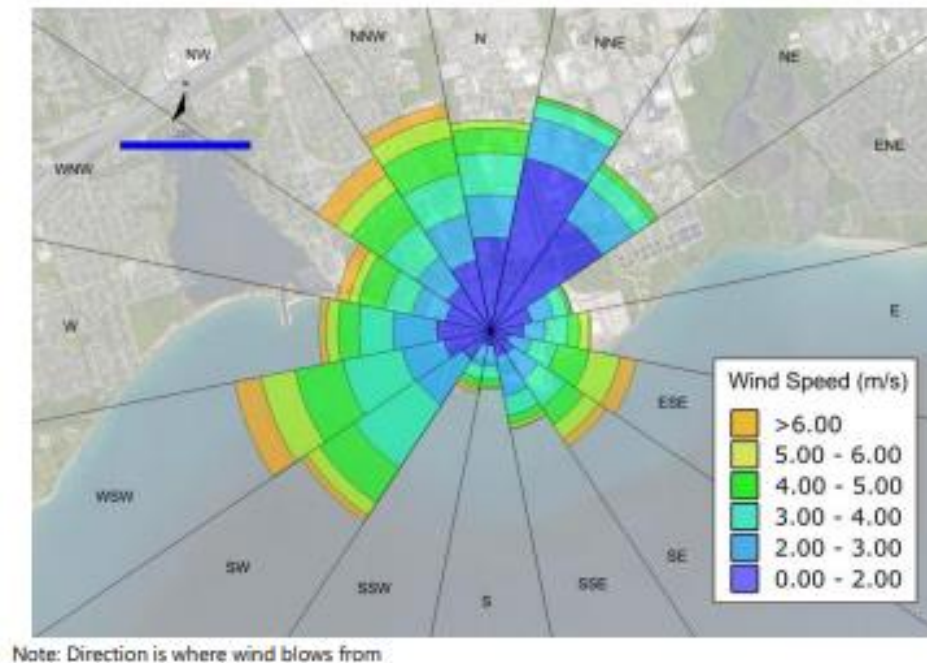 NNW
N
NNE
NW
NE
WNW
ENE
W
E
ESE
WSW
SE
SW
SSW
S
SSE
Wind Speed (m/s)
>6.00
5.00 - 6.00
4.00 - 5.00
3.00 - 4.00
2.00 - 3.00
0.00 - 2.00
Note: Direction is where wind blows from